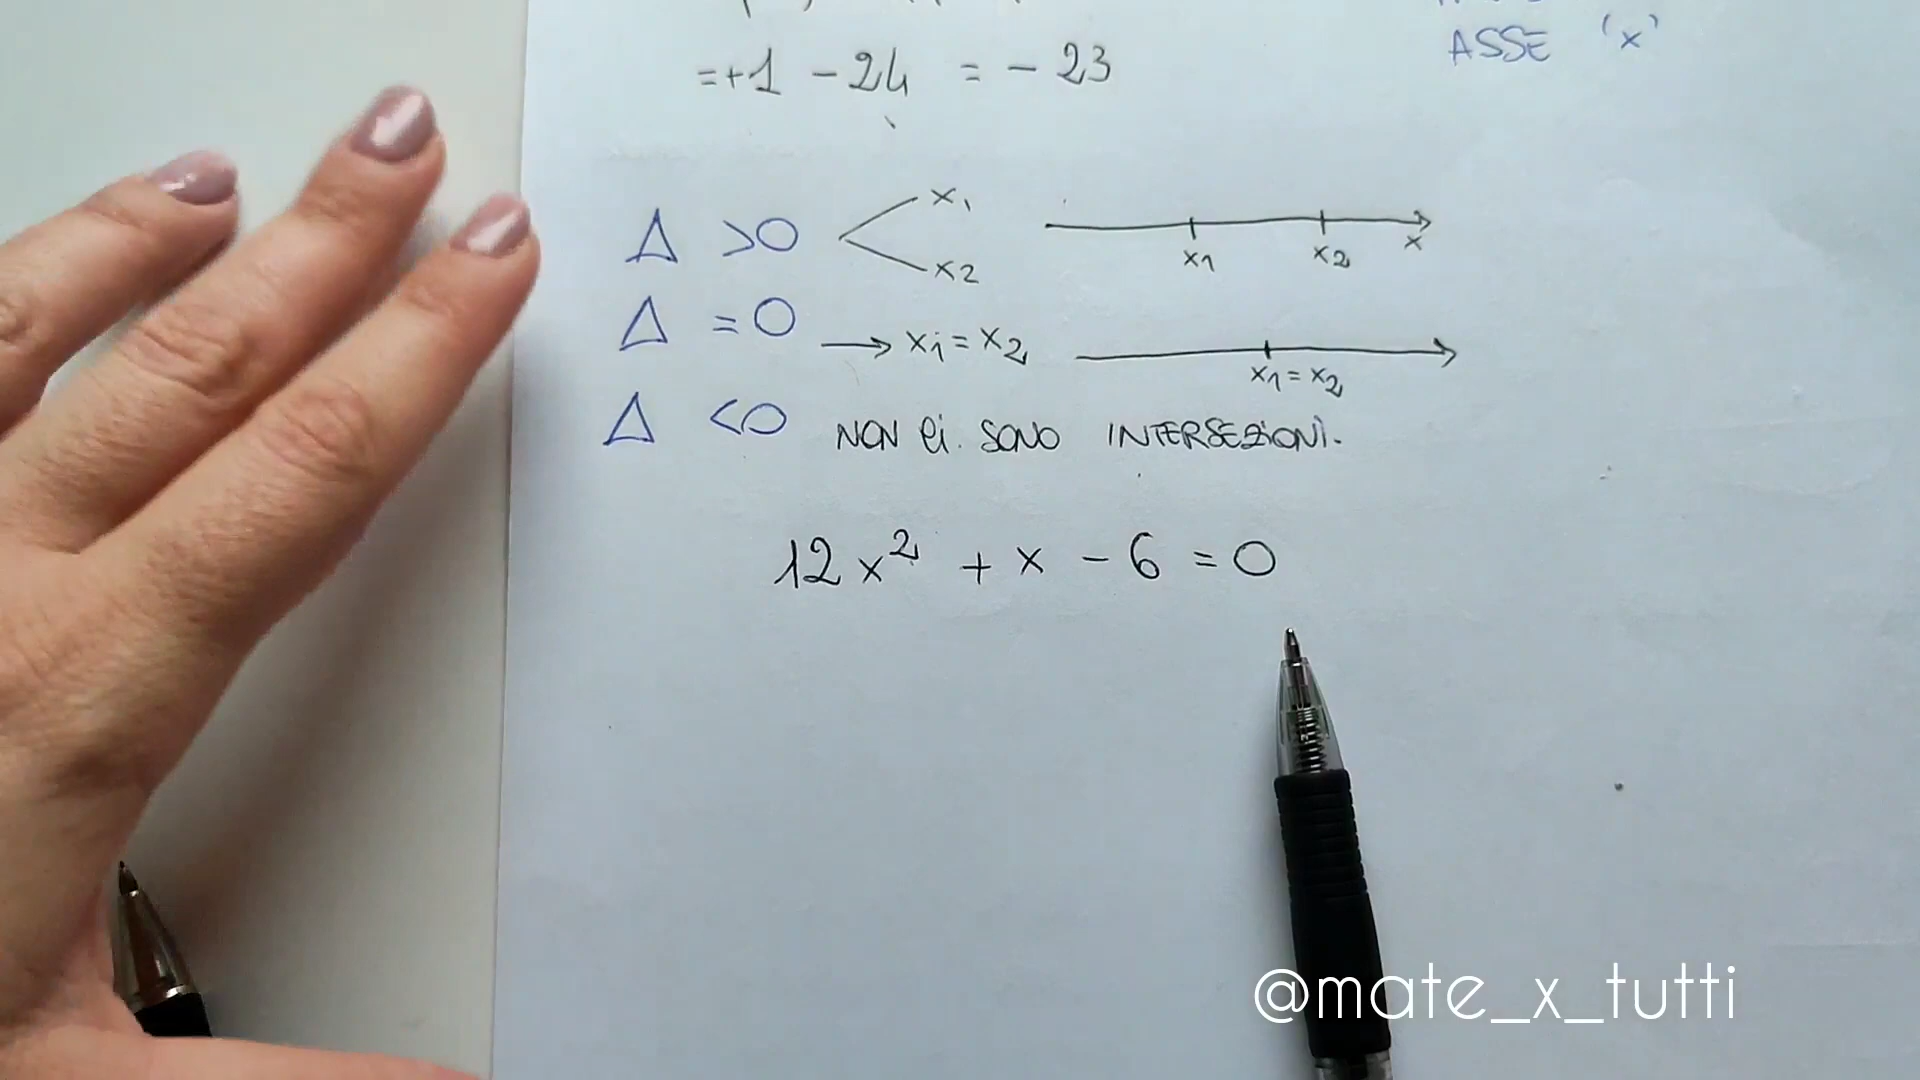 ASSE 'x'
= +1 - 24 = - 23
Δ >0 x1 x2 x1 x2 x
Δ =0 → x1 = x2 x1 = x2
Δ <0 NON Ci SONO INTERSEZiONi.
12x² + x - 6 = 0
@mate_x_tutti